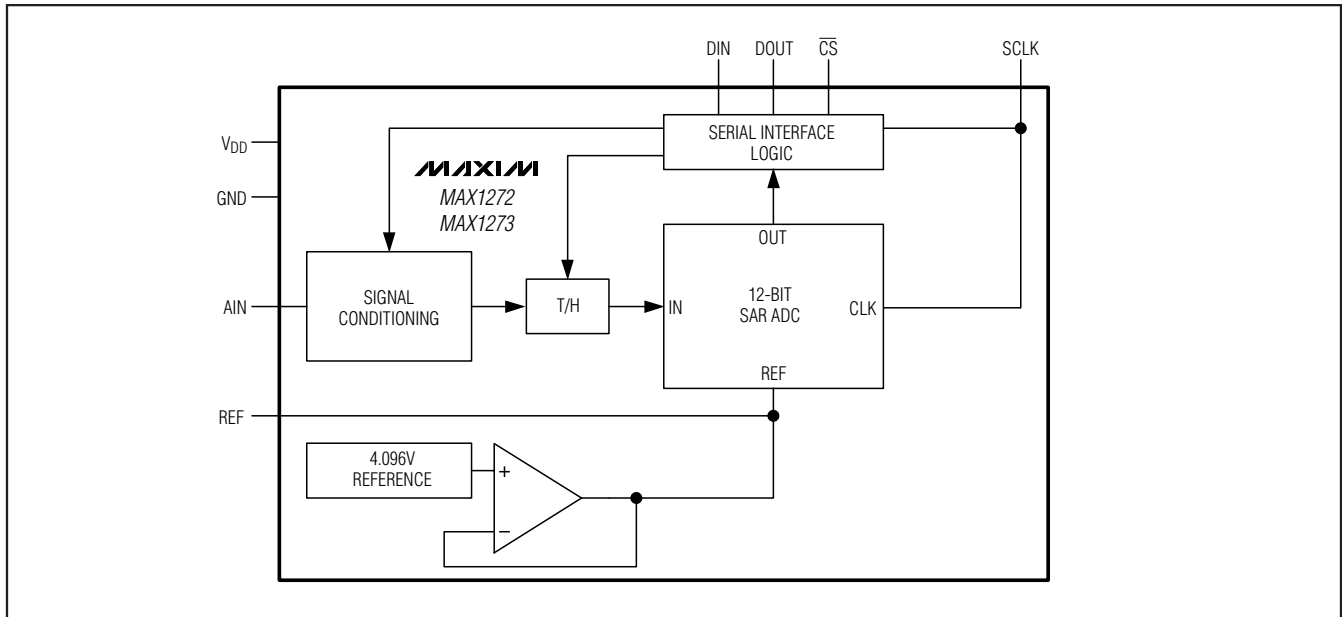 DIN DOUT CS SCLK
SERIAL INTERFACE
LOGIC
VDD
MAXIM
MAX1272
MAX1273
GND
OUT
SIGNAL
CONDITIONING
T/H
IN
12-BIT
SAR ADC
CLK
AIN
REF
REF
4.096V
REFERENCE
+
−